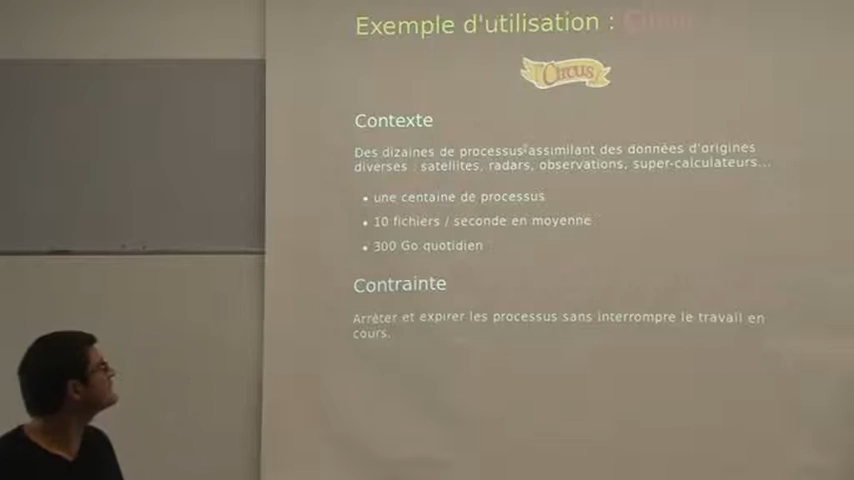 Exemple d'utilisation : Circus
Circus
Contexte
Des dizaines de processus assimilant des données d'origines
diverses : satellites, radars, observations, super-calculateurs...
• une centaine de processus
• 10 fichiers / seconde en moyenne
• 300 Go quotidien
Contrainte
Arrêter et expirer les processus sans interrompre le travail en
cours.